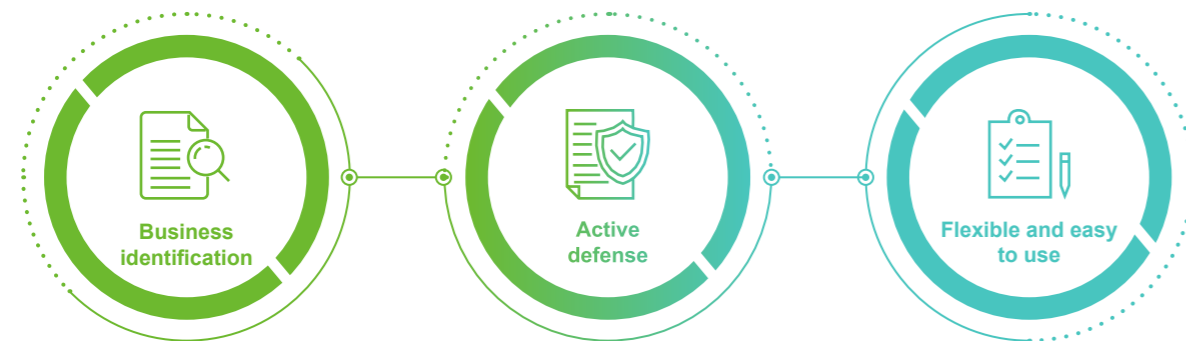 Business
identification
Active
defense
Flexible and easy
to use